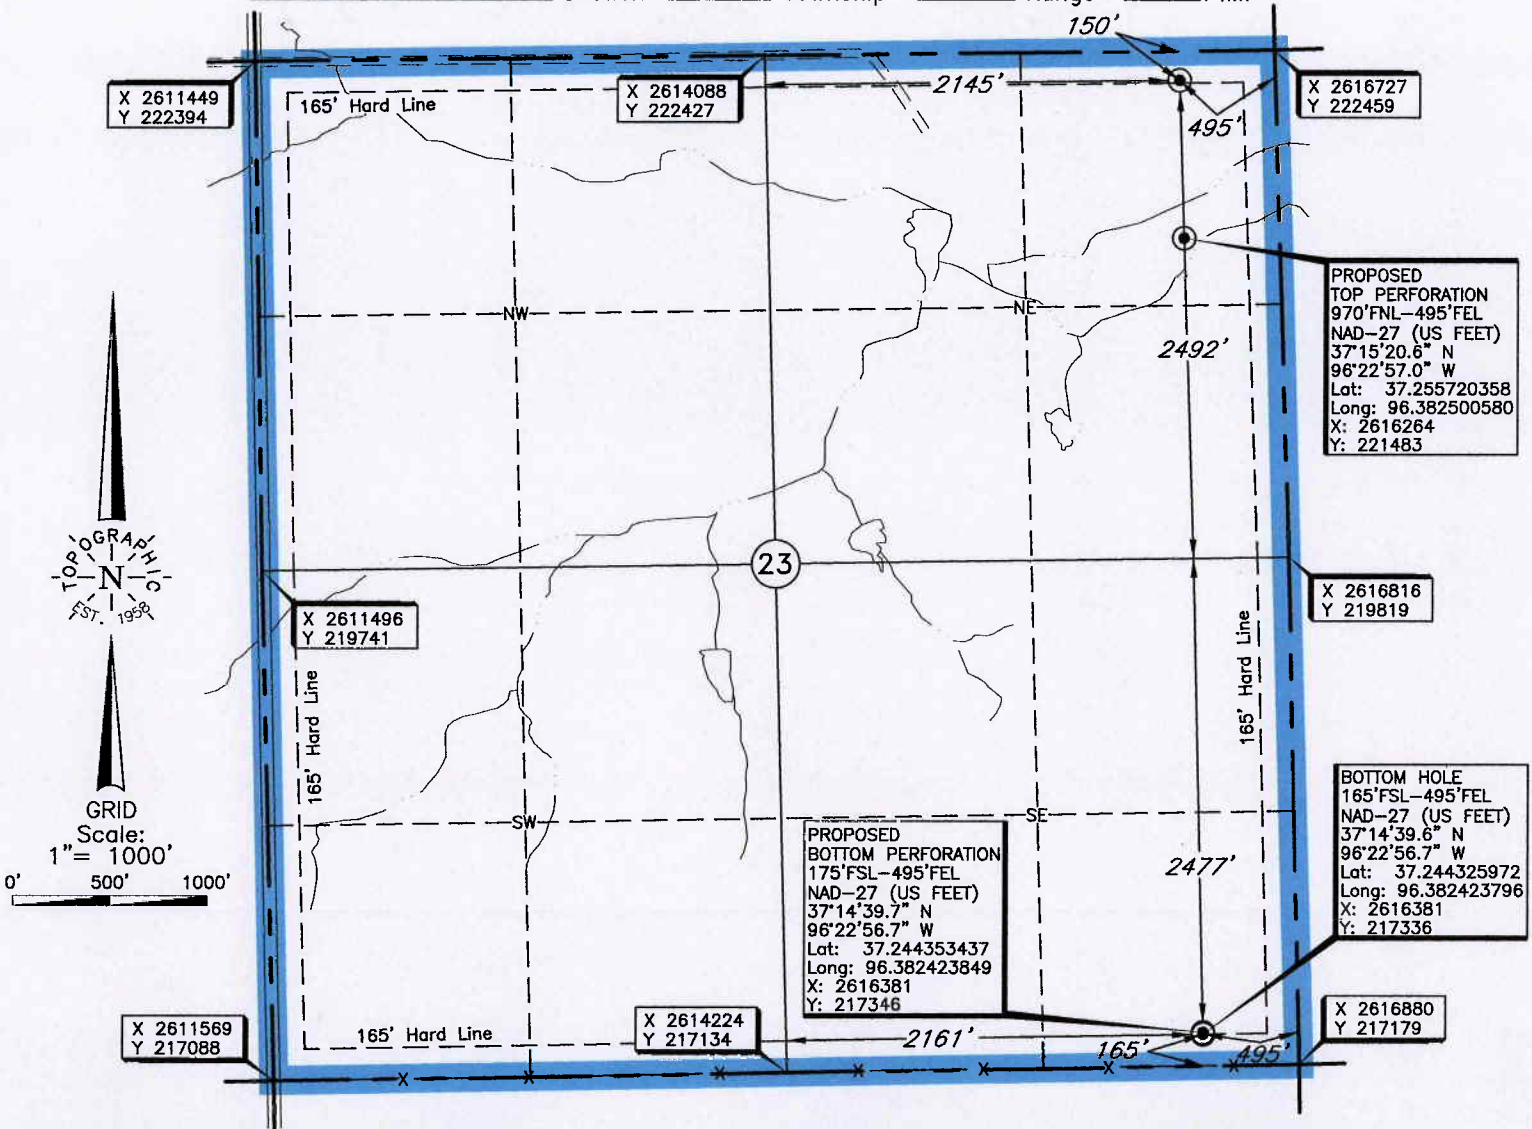 150'
X 2611449
Y 222394
X 2614088
Y 222427
X 2616727
Y 222459
165' Hard Line
2145'
495'
PROPOSED
TOP PERFORATION
970'FNL-495'FEL
NAD-27 (US FEET)
37°15'20.6" N
96°22'57.0" W
Lat: 37.255720358
Long: 96.382500580
X: 2616264
Y: 221483
NW
NE
2492'
TOPOGRAPHIC
N
EST. 1958
23
X 2611496
Y 219741
X 2616816
Y 219819
165' Hard Line
165' Hard Line
GRID
Scale:
1"= 1000'
0' 500' 1000'
SW
SE
2477'
PROPOSED
BOTTOM PERFORATION
175'FSL-495'FEL
NAD-27 (US FEET)
37°14'39.7" N
96°22'56.7" W
Lat: 37.244353437
Long: 96.382423849
X: 2616381
Y: 217346
BOTTOM HOLE
165'FSL-495'FEL
NAD-27 (US FEET)
37°14'39.6" N
96°22'56.7" W
Lat: 37.244325972
Long: 96.382423796
X: 2616381
Y: 217336
X 2611569
Y 217088
165' Hard Line
X 2614224
Y 217134
2161'
165'
495'
X 2616880
Y 217179